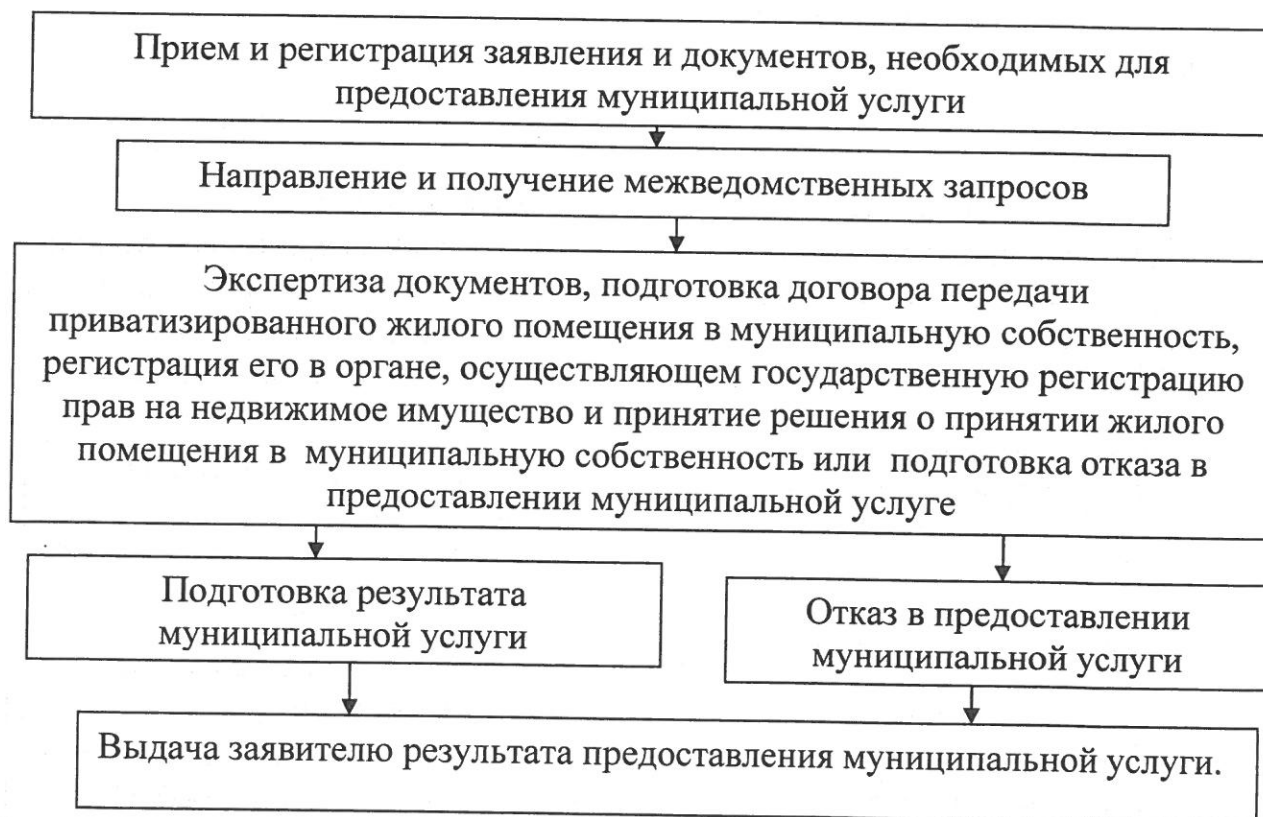 Прием и регистрация заявления и документов, необходимых для
предоставления муниципальной услуги
Направление и получение межведомственных запросов
Экспертиза документов, подготовка договора передачи
приватизированного жилого помещения в муниципальную собственность,
регистрация его в органе, осуществляющем государственную регистрацию
прав на недвижимое имущество и принятие решения о принятии жилого
помещения в муниципальную собственность или подготовка отказа в
предоставлении муниципальной услуге
Подготовка результата
муниципальной услуги
Отказ в предоставлении
муниципальной услуги
Выдача заявителю результата предоставления муниципальной услуги.